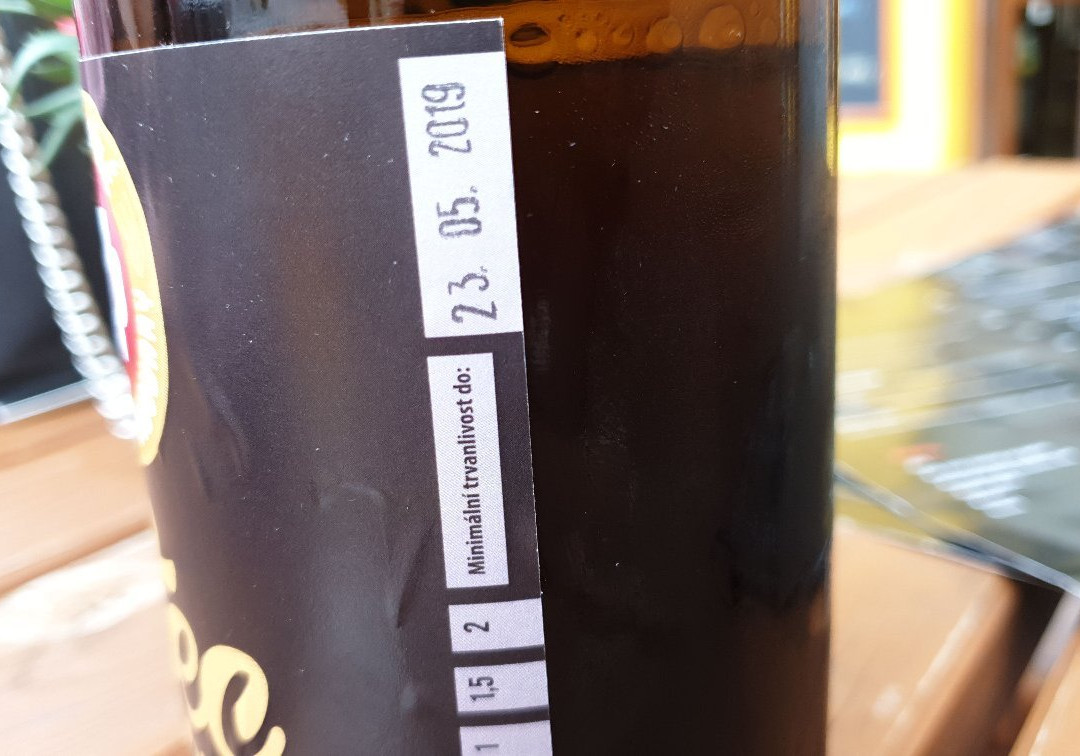 Minimální trvanlivost do: 23. 05. 2019
2
1,5
1